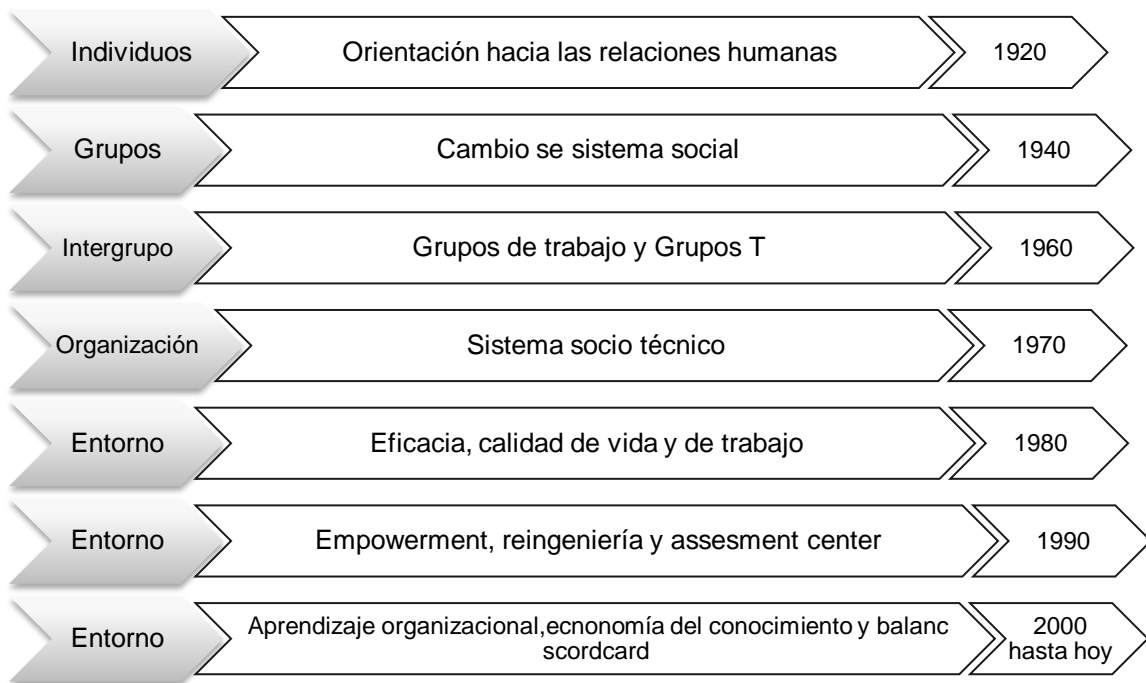 Individuos Orientación hacia las relaciones humanas 1920
Grupos Cambio se sistema social 1940
Intergrupo Grupos de trabajo y Grupos T 1960
Organización Sistema socio técnico 1970
Entorno Eficacia, calidad de vida y de trabajo 1980
Entorno Empowerment, reingeniería y assesment center 1990
Entorno Aprendizaje organizacional,ecnonomía del conocimiento y balanc
scordcard 2000
hasta hoy